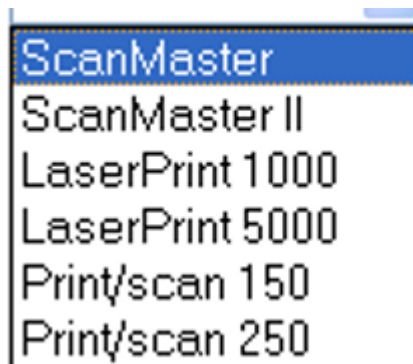 ScanMaster
ScanMaster II
LaserPrint 1000
LaserPrint 5000
Print/scan 150
Print/scan 250